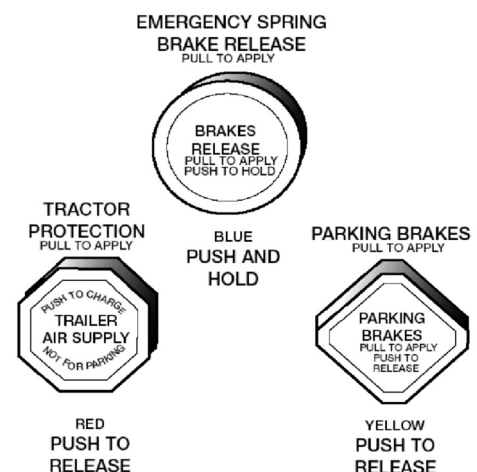 EMERGENCY SPRING
BRAKE RELEASE
PULL TO APPLY
BRAKES
RELEASE
PULL TO APPLY
PUSH TO HOLD
BLUE
PUSH AND
HOLD
TRACTOR
PROTECTION
PULL TO APPLY
PUSH TO CHARGE
TRAILER
AIR SUPPLY
NOT FOR PARKING
RED
PUSH TO
RELEASE
PARKING BRAKES
PULL TO APPLY
PARKING
BRAKES
PULL TO APPLY
PUSH TO
RELEASE
YELLOW
PUSH TO
RELEASE